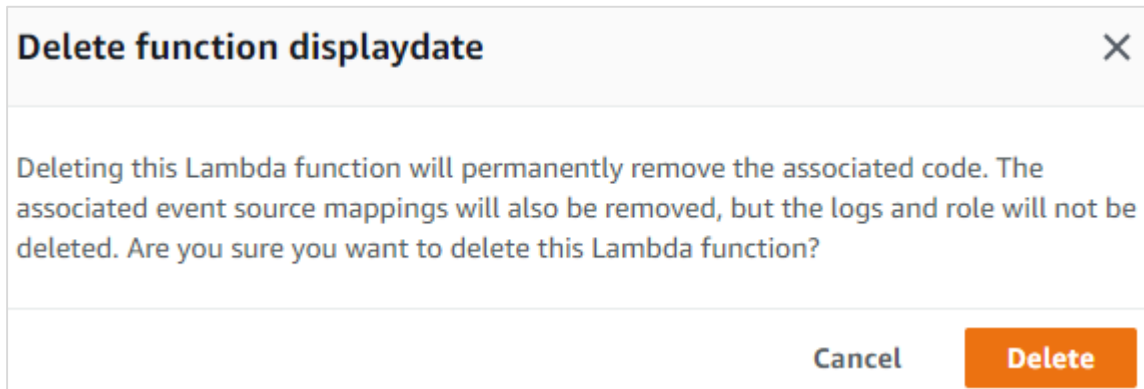 Delete function displaydate
Deleting this Lambda function will permanently remove the associated code. The
associated event source mappings will also be removed, but the logs and role will not be
deleted. Are you sure you want to delete this Lambda function?
Cancel
Delete